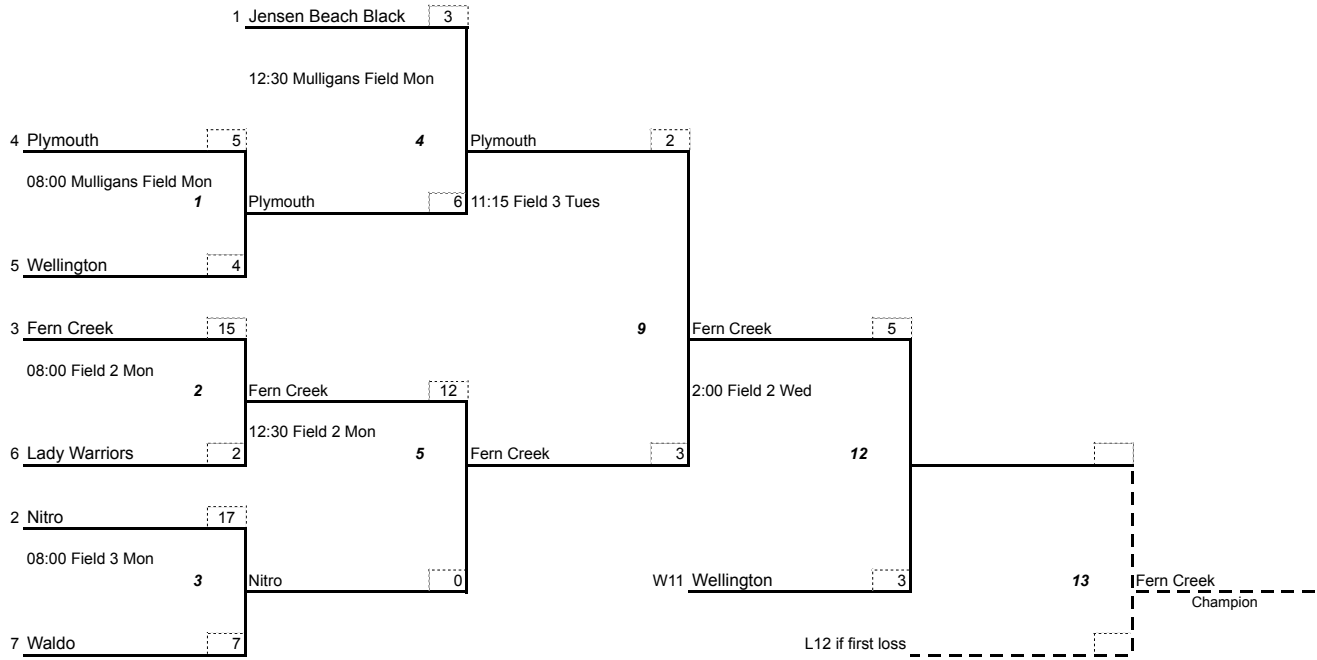 1 Jensen Beach Black 3
12:30 Mulligans Field Mon
4 Plymouth 5 4 Plymouth 2
08:00 Mulligans Field Mon
1 Plymouth 6 11:15 Field 3 Tues
5 Wellington 4
3 Fern Creek 15 9 Fern Creek 5
08:00 Field 2 Mon
2 Fern Creek 12 2:00 Field 2 Wed
12:30 Field 2 Mon
6 Lady Warriors 2 5 Fern Creek 3 12
2 Nitro 17
08:00 Field 3 Mon
3 Nitro 0 W11 Wellington 3 13 Fern Creek
Champion
7 Waldo 7 L12 if first loss